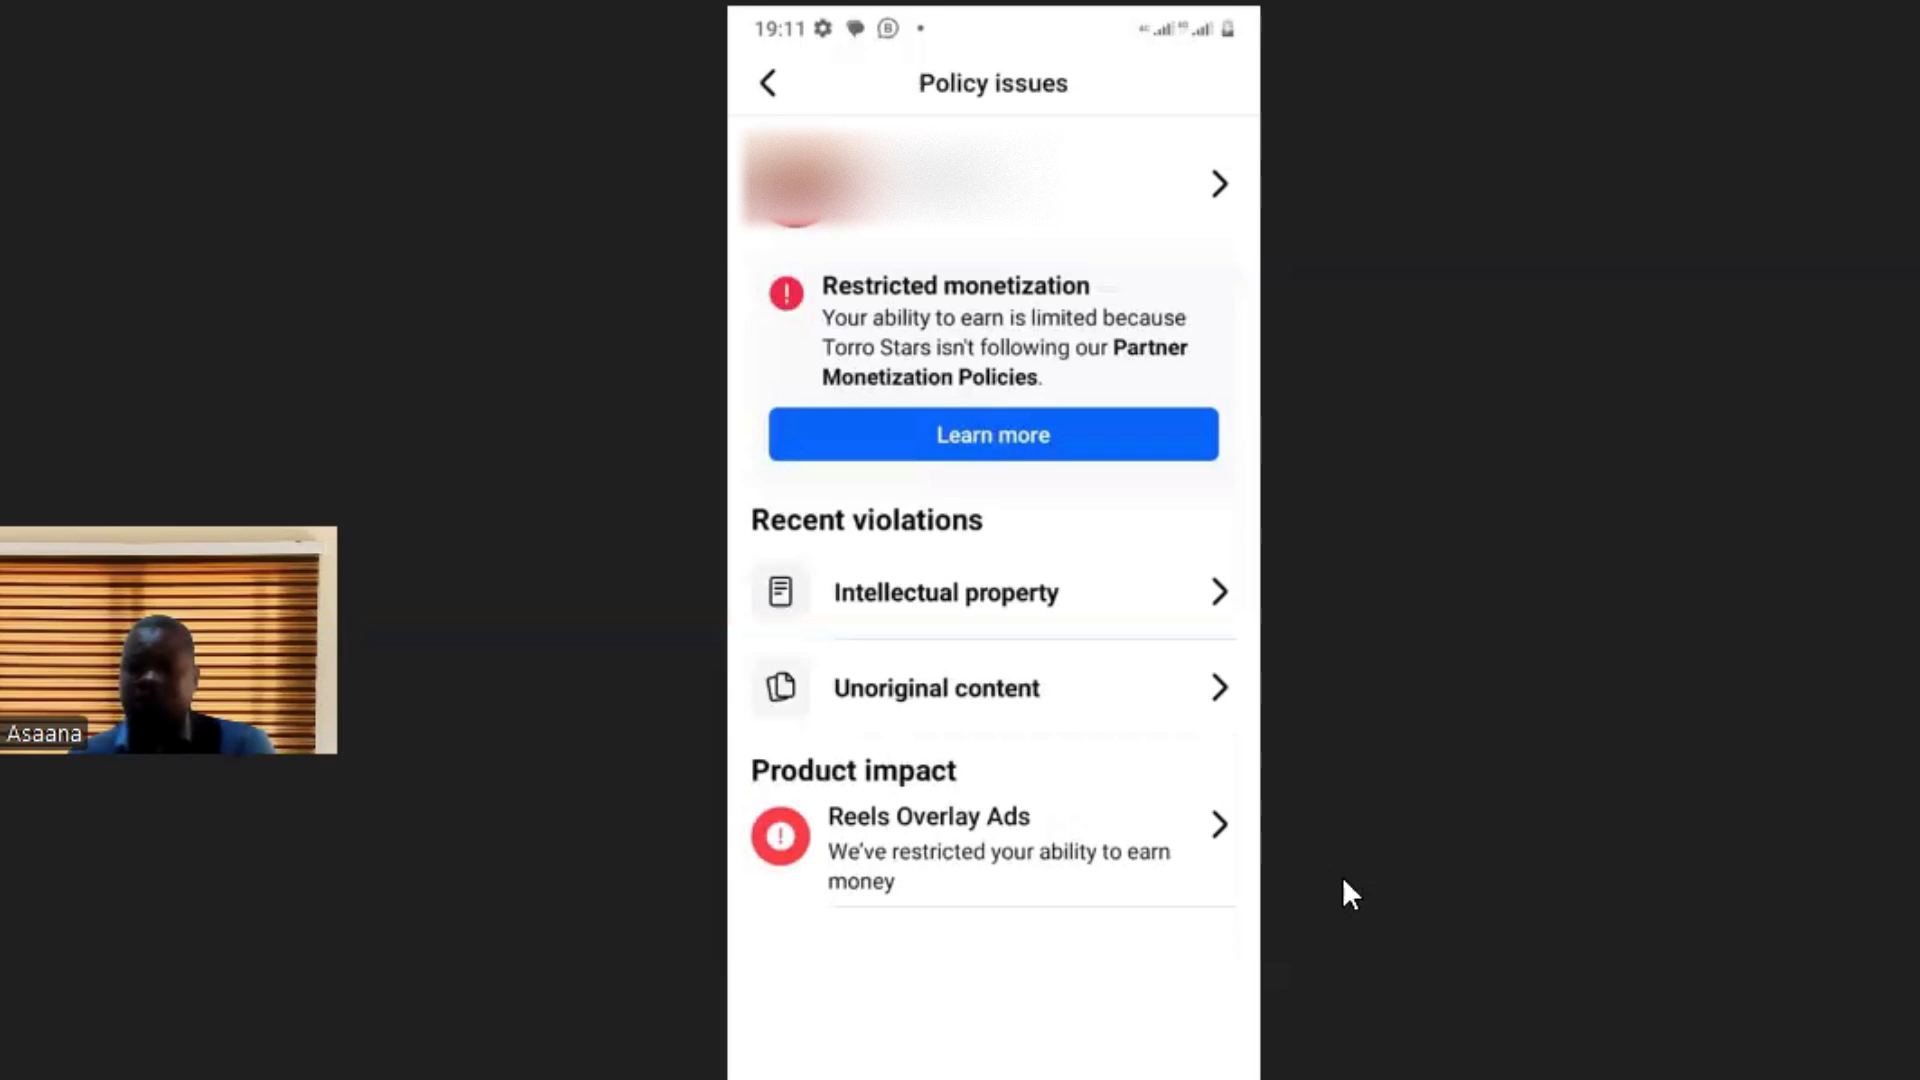 19:11
Policy issues
Restricted monetization
Your ability to earn is limited because
Torro Stars isn't following our Partner
Monetization Policies.
Learn more
Recent violations
Intellectual property
Unoriginal content
Product impact
Reels Overlay Ads
We've restricted your ability to earn
money
Asaana